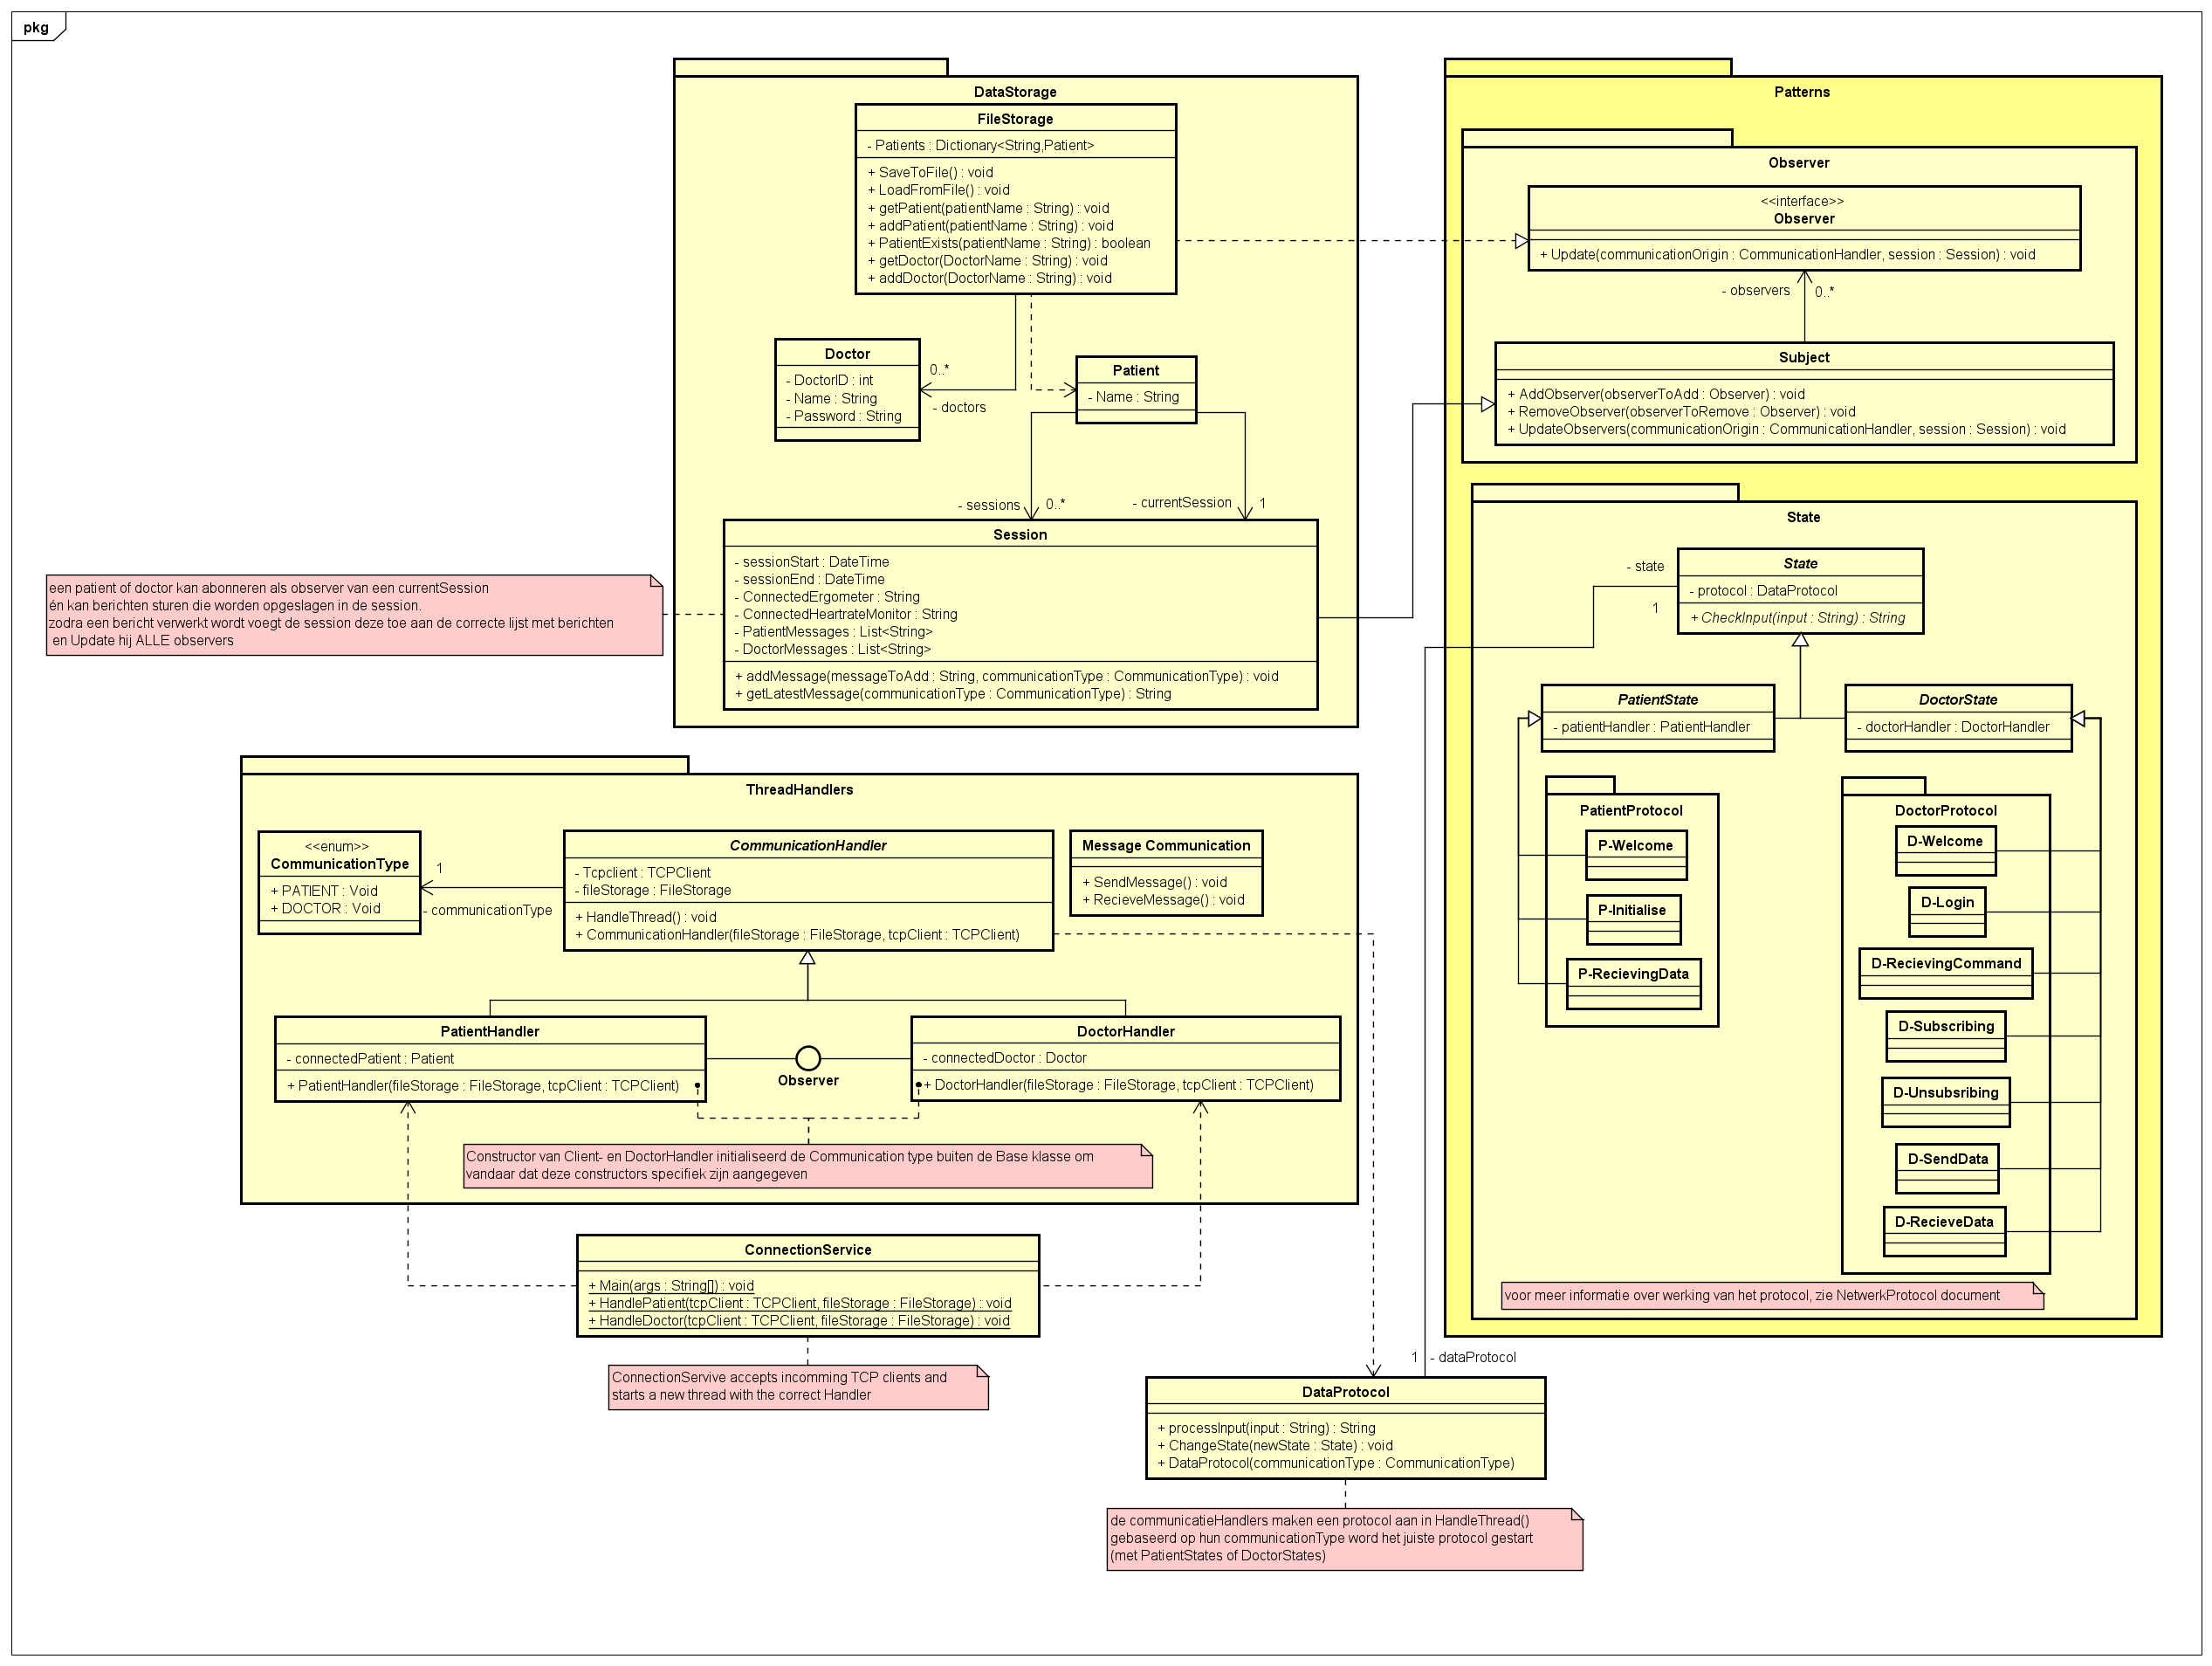 pkg
DataStorage
FileStorage
- Patients : Dictionary<String,Patient>
+ SaveToFile() : void
+ LoadFromFile() : void
+ getPatient(patientName : String) : void
+ addPatient(patientName : String) : void
+ PatientExists(patientName : String) : boolean
+ getDoctor(DoctorName : String) : void
+ addDoctor(DoctorName : String) : void
Doctor
- DoctorID : int
- Name : String
- Password : String
0..*
- doctors
Patient
- Name : String
- sessions
0..*
- currentSession
1
Session
- sessionStart : DateTime
- sessionEnd : DateTime
- ConnectedErgometer : String
- ConnectedHeartrateMonitor : String
- PatientMessages : List<String>
- DoctorMessages : List<String>
+ addMessage(messageToAdd : String, communicationType : CommunicationType) : void
+ getLatestMessage(communicationType : CommunicationType) : String
een patient of doctor kan abonneren als observer van een currentSession
én kan berichten sturen die worden opgeslagen in de session.
zodra een bericht verwerkt wordt voegt de session deze toe aan de correcte lijst met berichten
en Update hij ALLE observers
Patterns
Observer
<<interface>>
Observer
+ Update(communicationOrigin : CommunicationHandler, session : Session) : void
- observers
0..*
Subject
+ AddObserver(observerToAdd : Observer) : void
+ RemoveObserver(observerToRemove : Observer) : void
+ UpdateObservers(communicationOrigin : CommunicationHandler, session : Session) : void
State
- state
1
State
- protocol : DataProtocol
+ CheckInput(input : String) : String
PatientState
- patientHandler : PatientHandler
DoctorState
- doctorHandler : DoctorHandler
PatientProtocol
P-Welcome
P-Initialise
P-RecievingData
DoctorProtocol
D-Welcome
D-Login
D-RecievingCommand
D-Subscribing
D-Unsubsribing
D-SendData
D-RecieveData
voor meer informatie over werking van het protocol, zie NetwerkProtocol document
ThreadHandlers
<<enum>>
CommunicationType
+ PATIENT : Void
+ DOCTOR : Void
1
- communicationType
CommunicationHandler
- Tcpclient : TCPClient
- fileStorage : FileStorage
+ HandleThread() : void
+ CommunicationHandler(fileStorage : FileStorage, tcpClient : TCPClient)
Message Communication
+ SendMessage() : void
+ RecieveMessage() : void
PatientHandler
- connectedPatient : Patient
+ PatientHandler(fileStorage : FileStorage, tcpClient : TCPClient)
Observer
DoctorHandler
- connectedDoctor : Doctor
+ DoctorHandler(fileStorage : FileStorage, tcpClient : TCPClient)
Constructor van Client- en DoctorHandler initialiseerd de Communication type buiten de Base klasse om
vandaar dat deze constructors specifiek zijn aangegeven
ConnectionService
+ Main(args : String[]) : void
+ HandlePatient(tcpClient : TCPClient, fileStorage : FileStorage) : void
+ HandleDoctor(tcpClient : TCPClient, fileStorage : FileStorage) : void
ConnectionServive accepts incomming TCP clients and
starts a new thread with the correct Handler
1
- dataProtocol
DataProtocol
+ processInput(input : String) : String
+ ChangeState(newState : State) : void
+ DataProtocol(communicationType : CommunicationType)
de communicatieHandlers maken een protocol aan in HandleThread()
gebaseerd op hun communicationType word het juiste protocol gestart
(met PatientStates of DoctorStates)